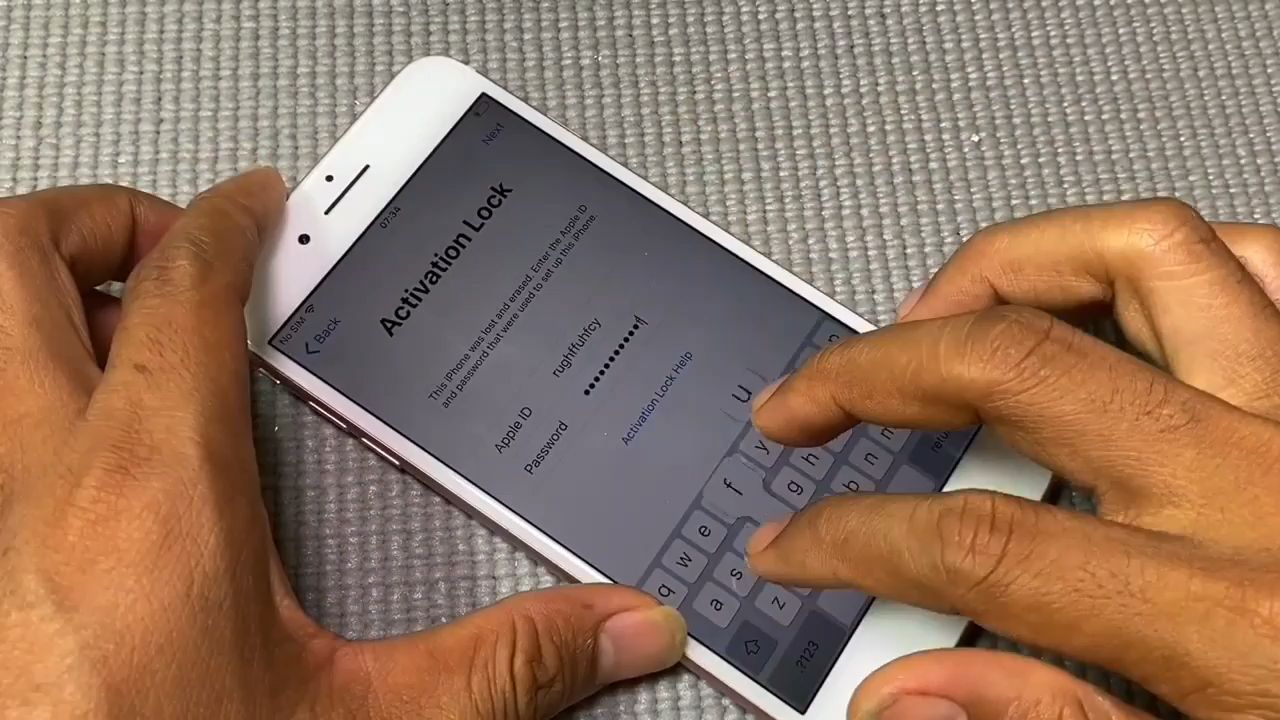 No SIM
07:34
Back
Next
Activation Lock
This iPhone was lost and erased. Enter the Apple ID
and password that were used to set up this iPhone.
Apple ID rughffuhfcy
Password ••••••••••••
Activation Lock Help
q w e f y u
a s g h
z b n m
?123